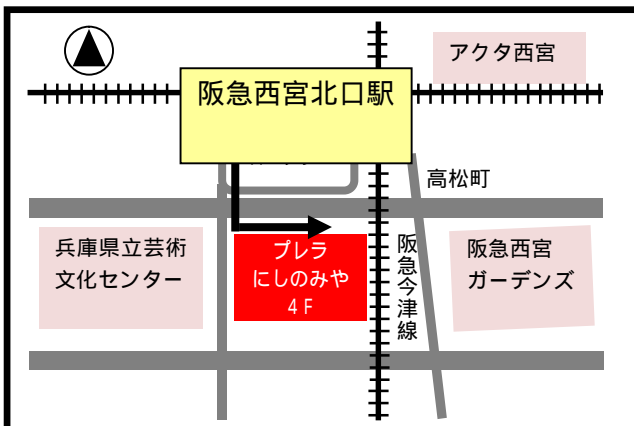 アクタ西宮
阪急西宮北口駅
高松町
兵庫県立芸術
文化センター
プレラ
にしのみや
4F
阪急今津線
阪急西宮
ガーデンズ